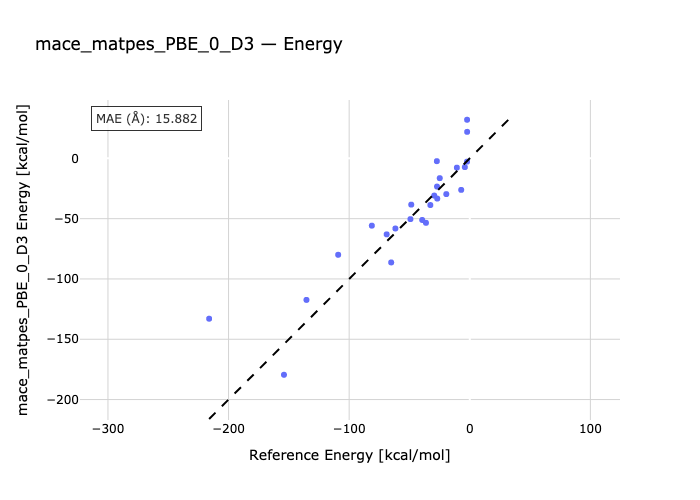 mace_matpes_PBE_0_D3 — Energy
MAE (Å): 15.882
mace_matpes_PBE_0_D3 Energy [kcal/mol]
0
−50
−100
−150
−200
−300
−200
−100
0
100
Reference Energy [kcal/mol]